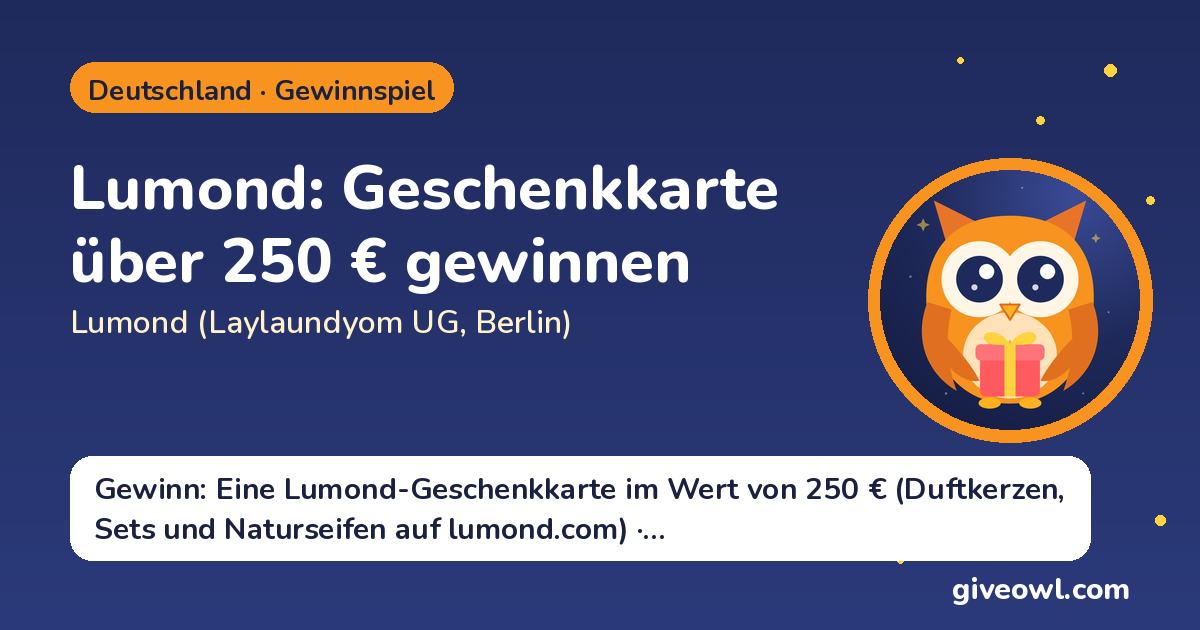 Deutschland · Gewinnspiel
Lumond: Geschenkkarte
über 250 € gewinnen
Lumond (Laylaundyom UG, Berlin)
Gewinn: Eine Lumond-Geschenkkarte im Wert von 250 € (Duftkerzen,
Sets und Naturseifen auf lumond.com) ·...
giveowl.com